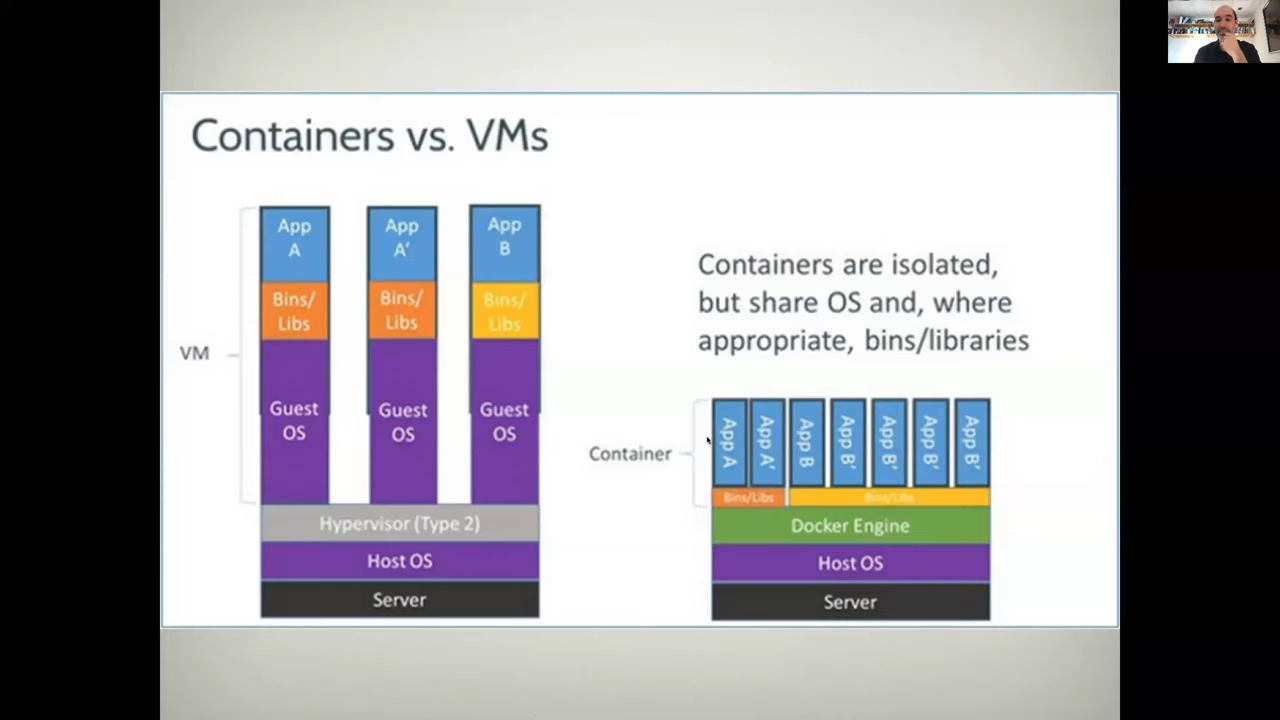 Containers vs. VMs
App
A
App
A’
App
B
Bins/
Libs
Bins/
Libs
Bins/
Libs
VM
Guest
OS
Guest
OS
Guest
OS
Hypervisor (Type 2)
Host OS
Server
Containers are isolated,
but share OS and, where
appropriate, bins/libraries
Container
App A
App A’
App B
App B’
App B’
App B’
App B’
Bins/Libs
Bins/Libs
Docker Engine
Host OS
Server